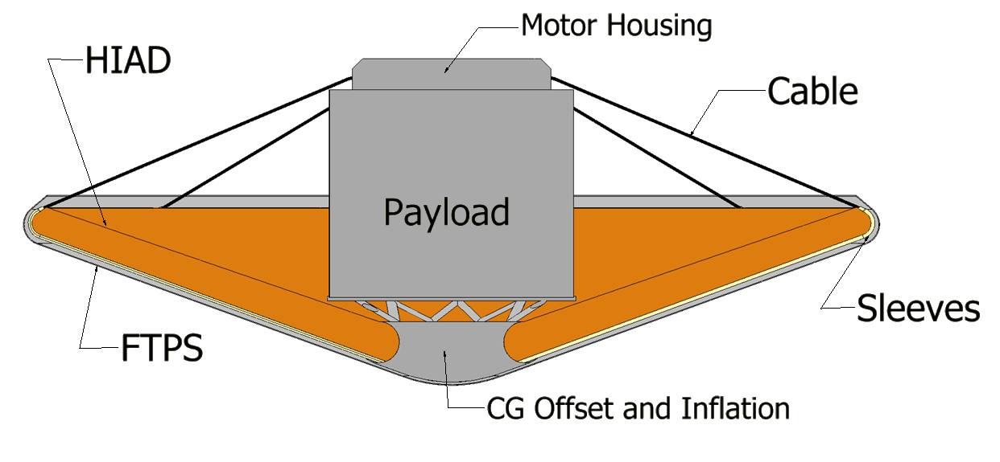 Motor Housing
HIAD
Cable
Payload
Sleeves
FTPS
CG Offset and Inflation